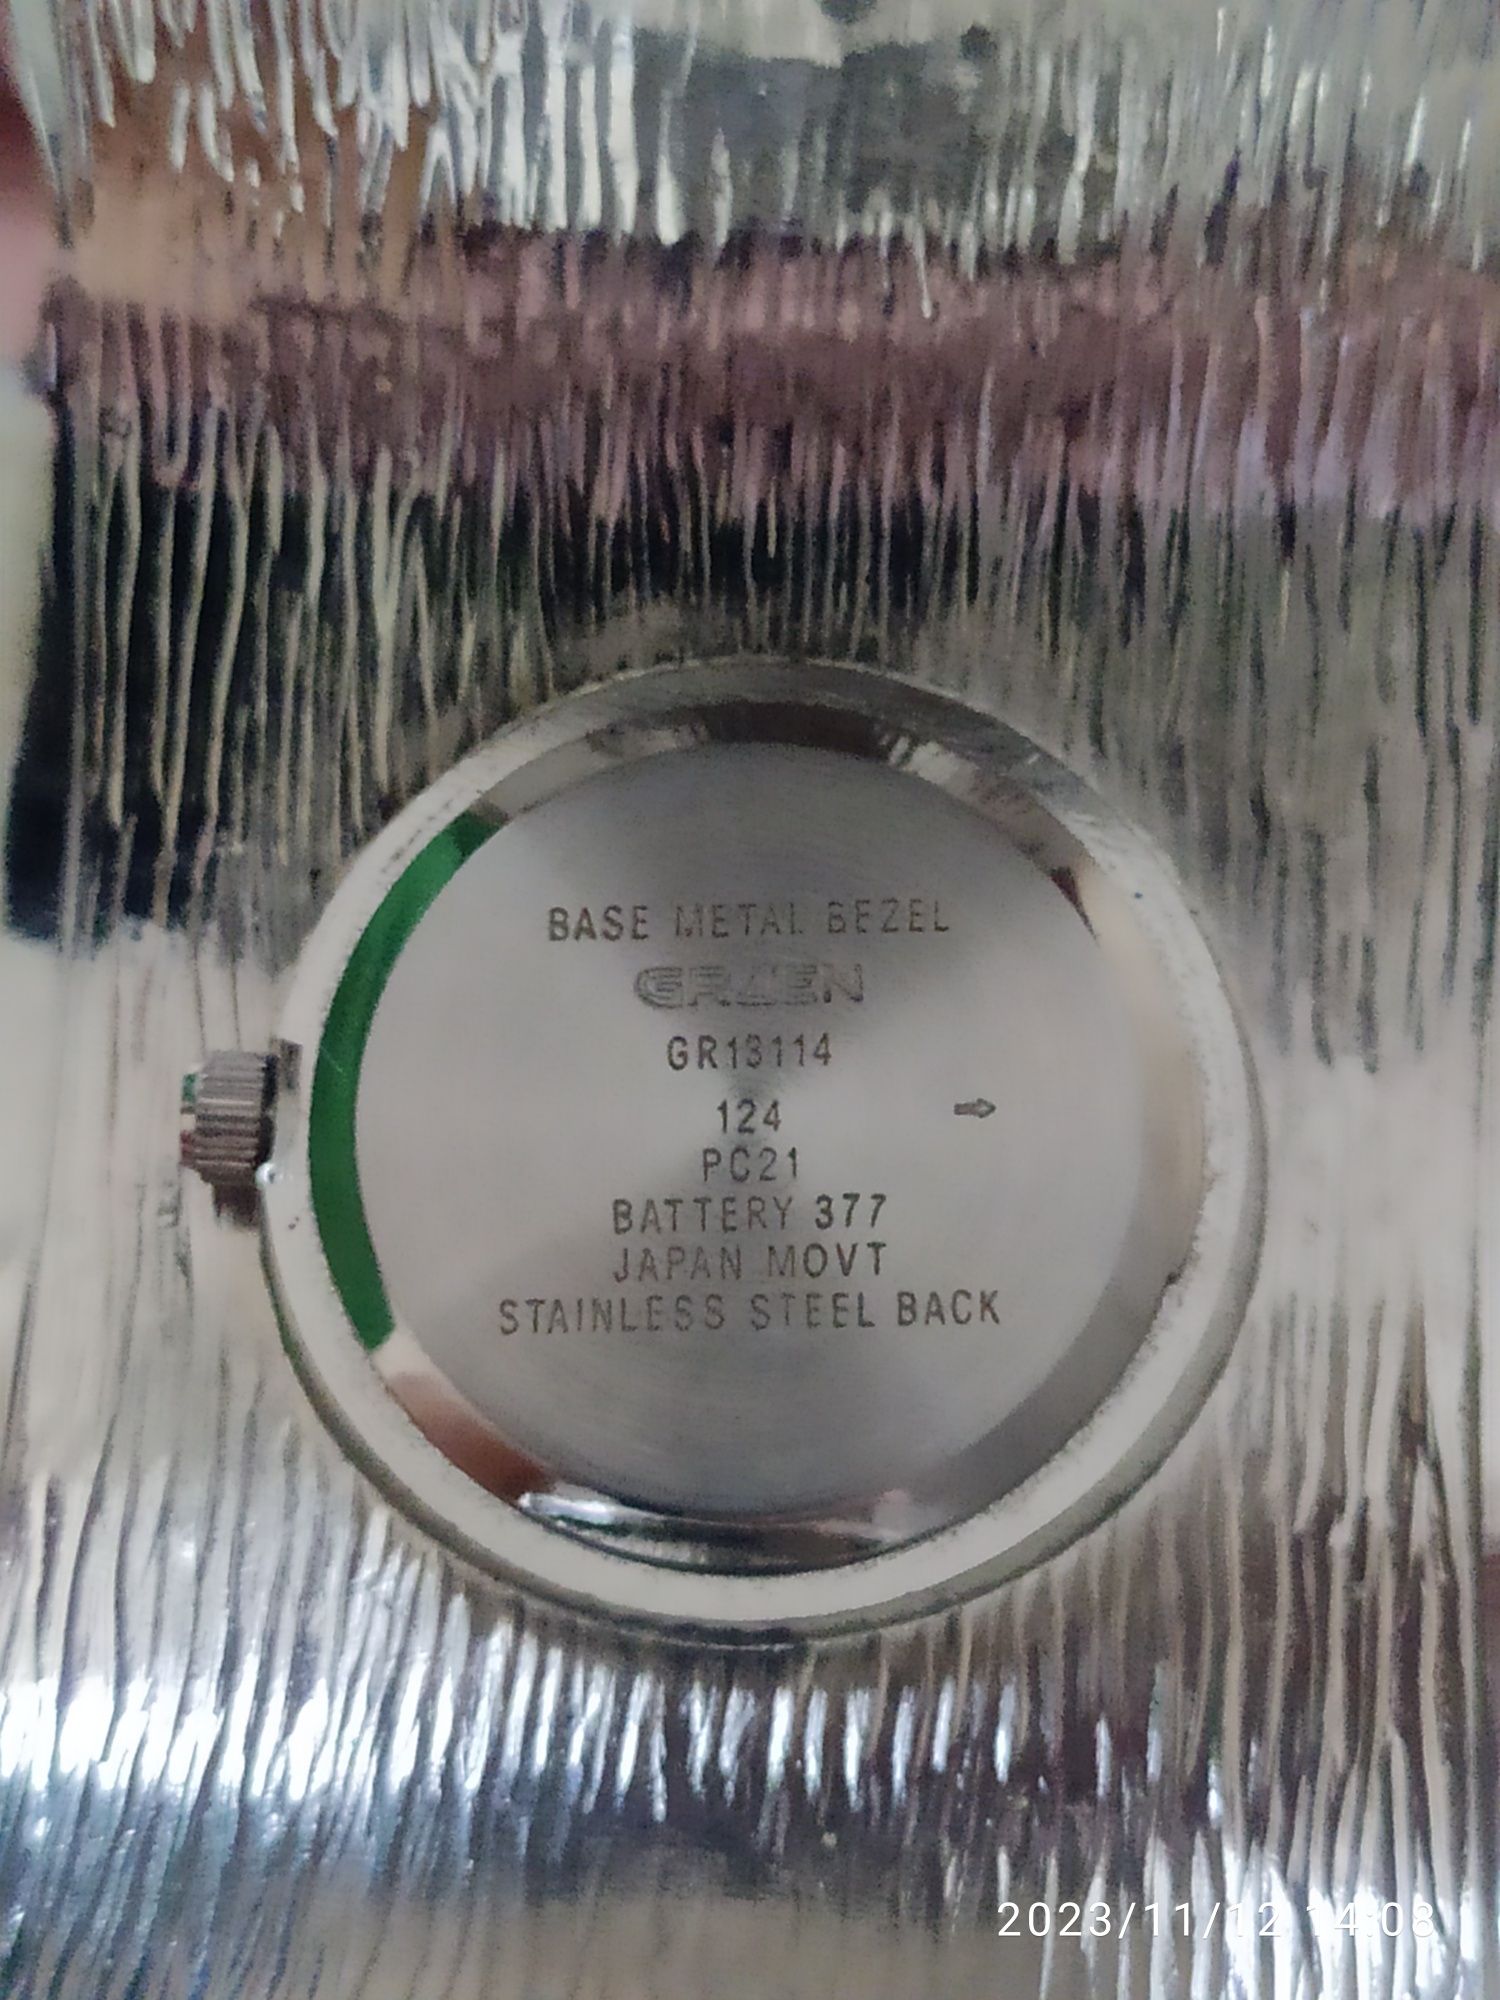 BASE METAL BEZEL
GRUEN
GR13114
124
PC21
BATTERY 377
JAPAN MOVT
STAINLESS STEEL BACK
2023/11/12 14:08